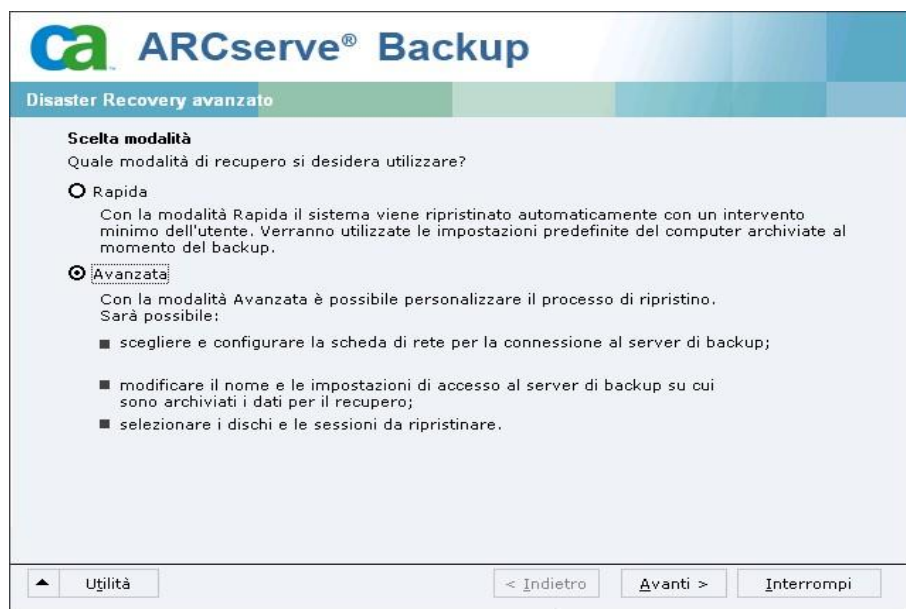 ca ARCserve® Backup
Disaster Recovery avanzato
Scelta modalità
Quale modalità di recupero si desidera utilizzare?
Rapida
Con la modalità Rapida il sistema viene ripristinato automaticamente con un intervento
minimo dell'utente. Verranno utilizzate le impostazioni predefinite del computer archiviate al
momento del backup.
Avanzata
Con la modalità Avanzata è possibile personalizzare il processo di ripristino.
Sarà possibile:
scegliere e configurare la scheda di rete per la connessione al server di backup;
modificare il nome e le impostazioni di accesso al server di backup su cui
sono archiviati i dati per il recupero;
selezionare i dischi e le sessioni da ripristinare.
Utilità < Indietro Avanti > Interrompi